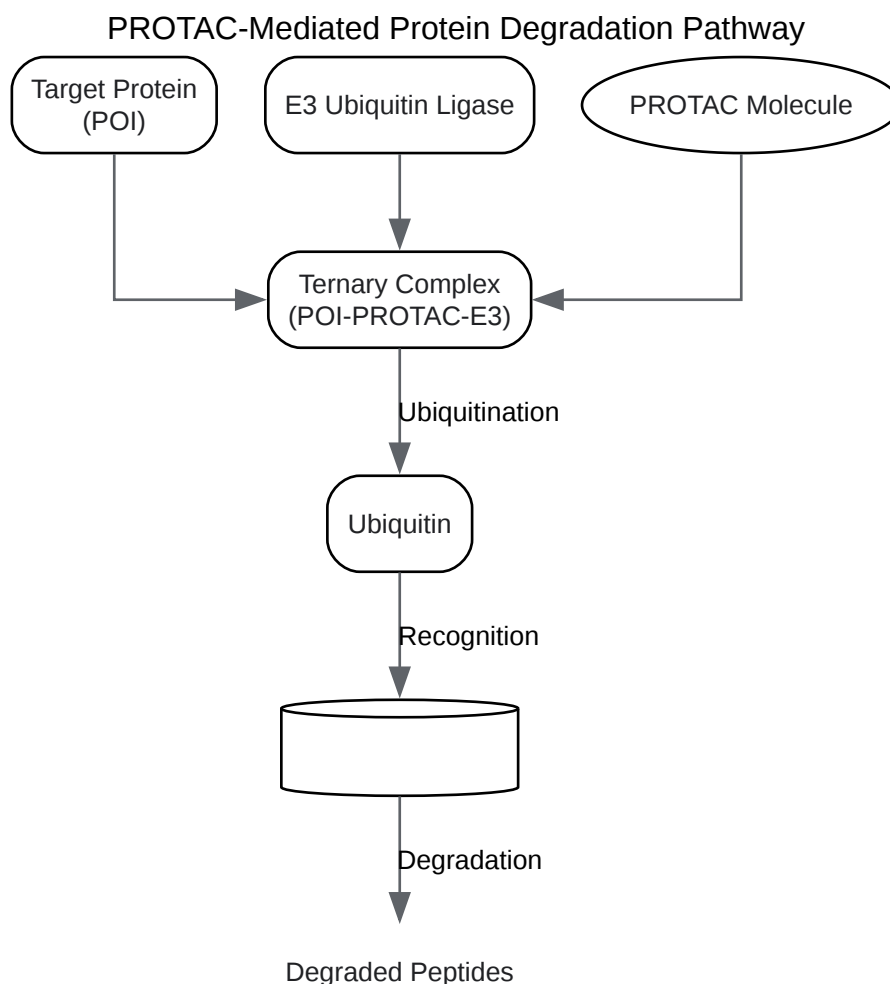 PROTAC-Mediated Protein Degradation Pathway
Target Protein
(POI)
E3 Ubiquitin Ligase
PROTAC Molecule
Ternary Complex
(POI-PROTAC-E3)
Ubiquitination
Ubiquitin
Recognition
Degradation
Degraded Peptides